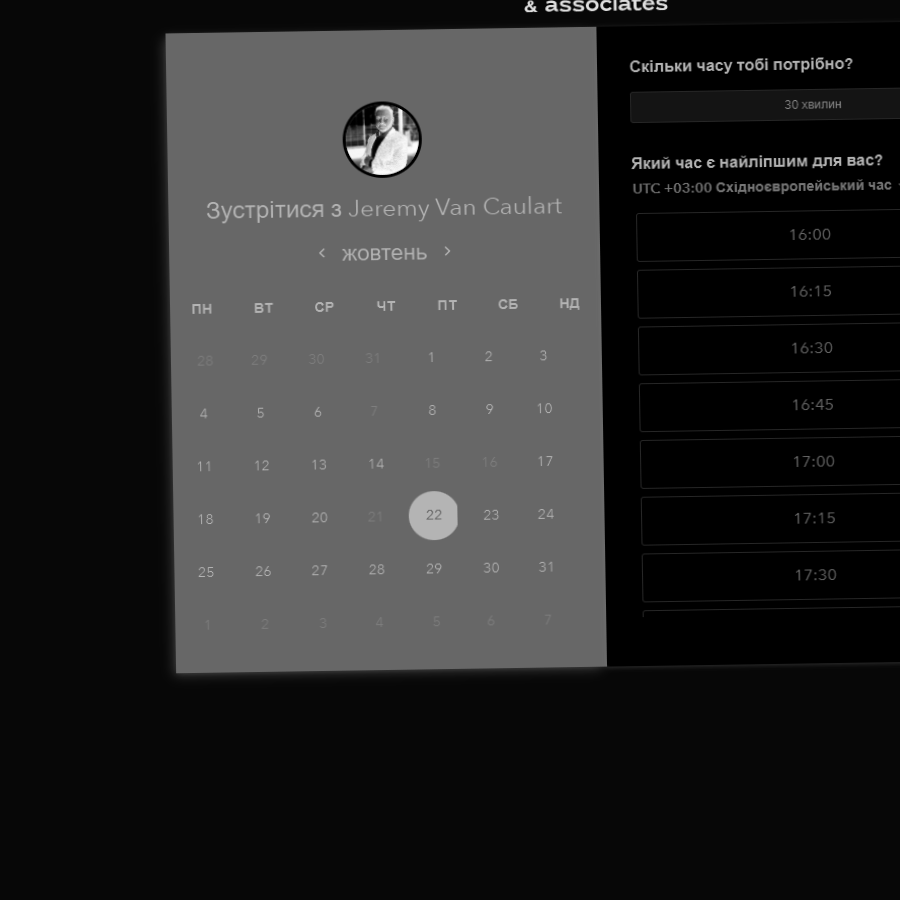 & associates
Зустрітися з Jeremy Van Caulart
‹ жовтень ›
ПН ВТ СР ЧТ ПТ СБ НД
28 29 30 31 1 2 3
4 5 6 7 8 9 10
11 12 13 14 15 16 17
18 19 20 21 22 23 24
25 26 27 28 29 30 31
1 2 3 4 5 6 7
Скільки часу тобі потрібно?
30 хвилин
Який час є найліпшим для вас?
UTC +03:00 Східноєвропейський час
16:00
16:15
16:30
16:45
17:00
17:15
17:30